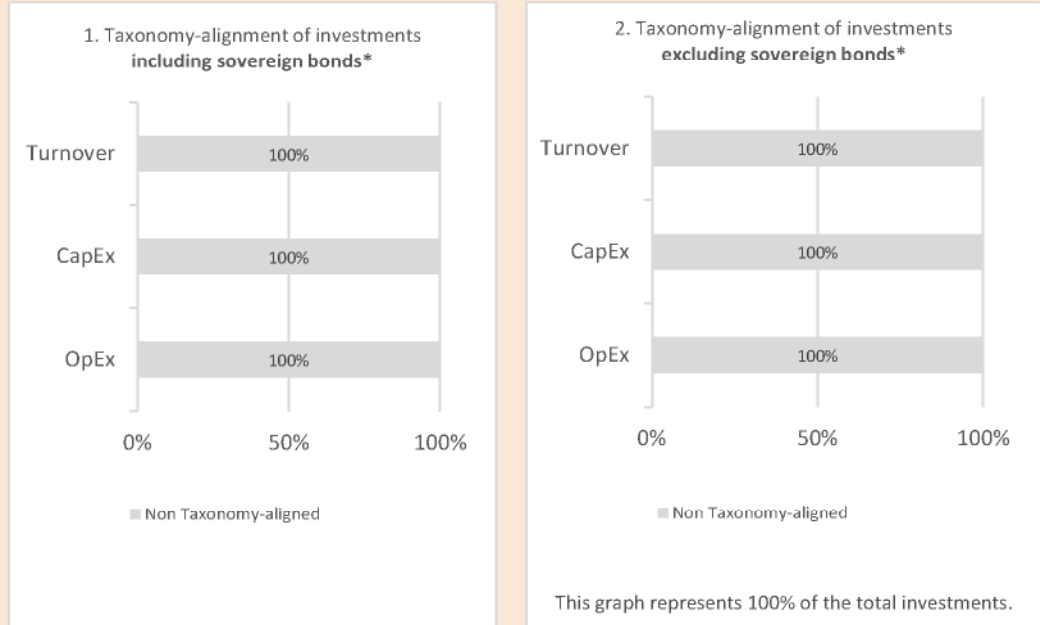 1. Taxonomy-alignment of investments
including sovereign bonds*
Turnover
100%
CapEx
100%
OpEx
100%
0% 50% 100%
Non Taxonomy-aligned
2. Taxonomy-alignment of investments
excluding sovereign bonds*
Turnover
100%
CapEx
100%
OpEx
100%
0% 50% 100%
Non Taxonomy-aligned
This graph represents 100% of the total investments.